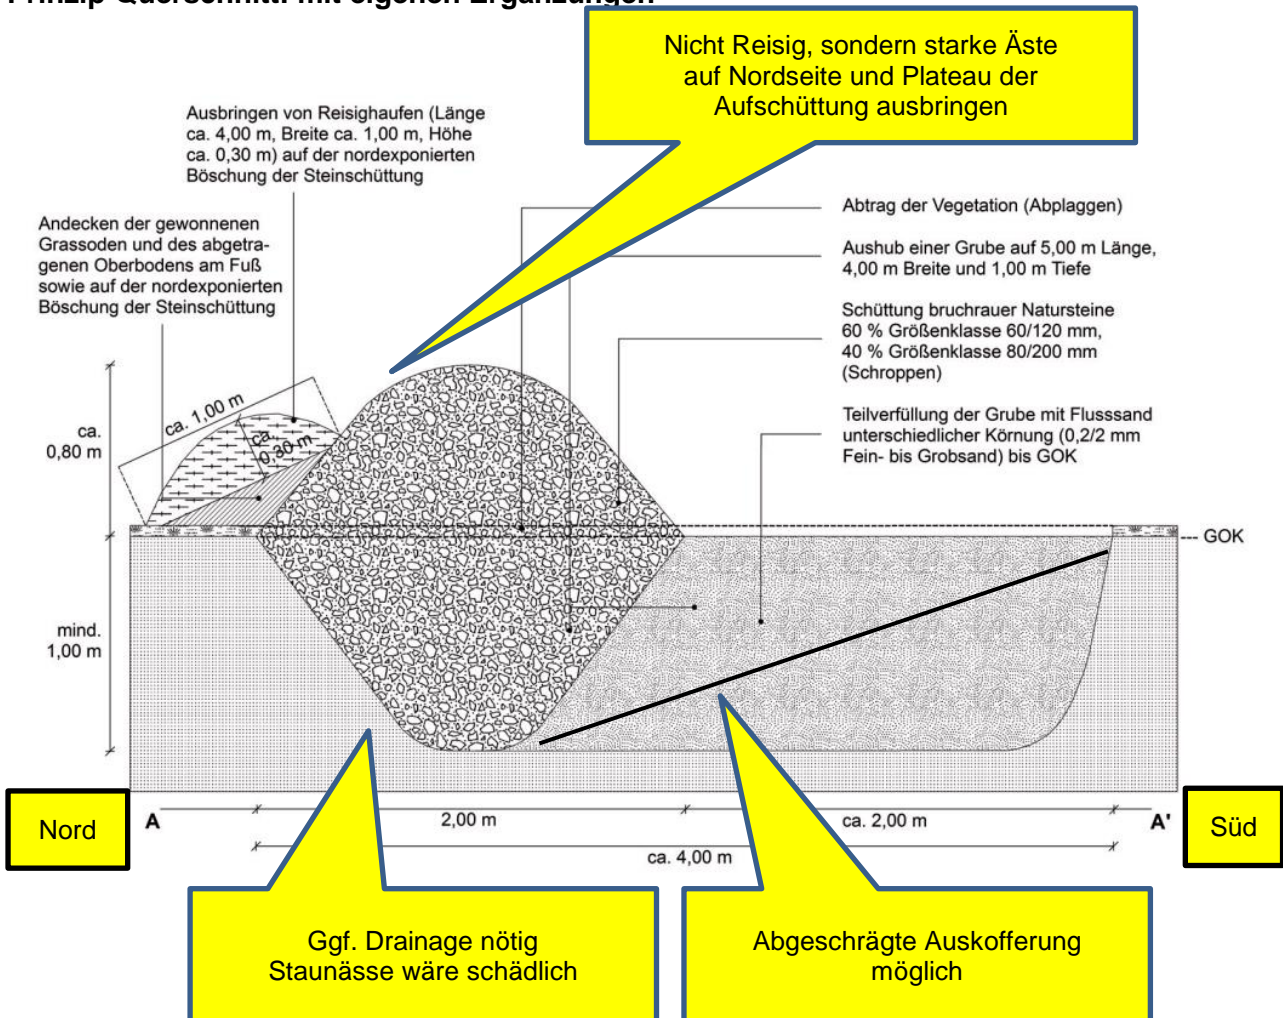 Prinzip-Querschnitt: mit eigenen Ergänzungen
Nicht Reisig, sondern starke Äste
auf Nordseite und Plateau der
Aufschüttung ausbringen
Ausbringen von Reisighaufen (Länge
ca. 4,00 m, Breite ca. 1,00 m, Höhe
ca. 0,30 m) auf der nordexponierten
Böschung der Steinschüttung
Andecken der gewonnenen
Grassoden und des abgetra-
genen Oberbodens am Fuß
sowie auf der nordexponierten
Böschung der Steinschüttung
Abtrag der Vegetation (Abplaggen)
Aushub einer Grube auf 5,00 m Länge,
4,00 m Breite und 1,00 m Tiefe
Schüttung bruchrauer Natursteine
60 % Größenklasse 60/120 mm,
40 % Größenklasse 80/200 mm
(Schroppen)
Teilverfüllung der Grube mit Flusssand
unterschiedlicher Körnung (0,2/2 mm
Fein- bis Grobsand) bis GOK
ca. 1,00 m
ca.
0,30 m
ca.
0,80 m
--- GOK
mind.
1,00 m
Nord
A
2,00 m
ca. 2,00 m
A'
Süd
ca. 4,00 m
Ggf. Drainage nötig
Staunässe wäre schädlich
Abgeschrägte Auskofferung
möglich